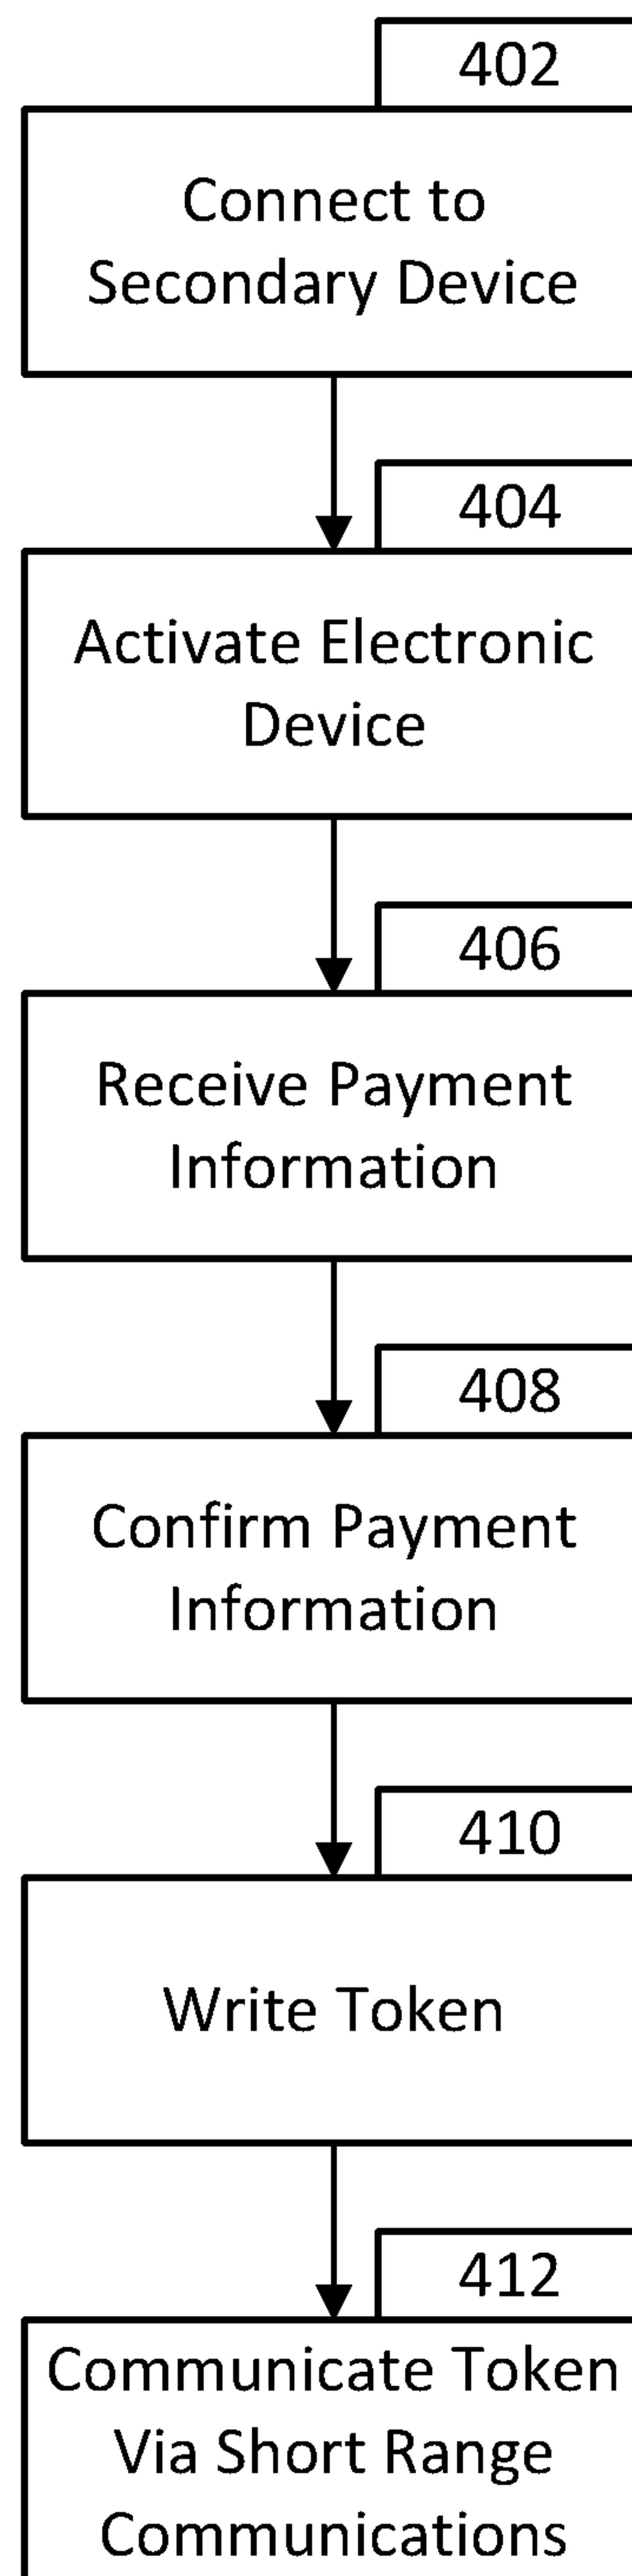 402
Connect to
Secondary Device
404
Activate Electronic
Device
406
Receive Payment
Information
408
Confirm Payment
Information
410
Write Token
412
Communicate Token
Via Short Range
Communications